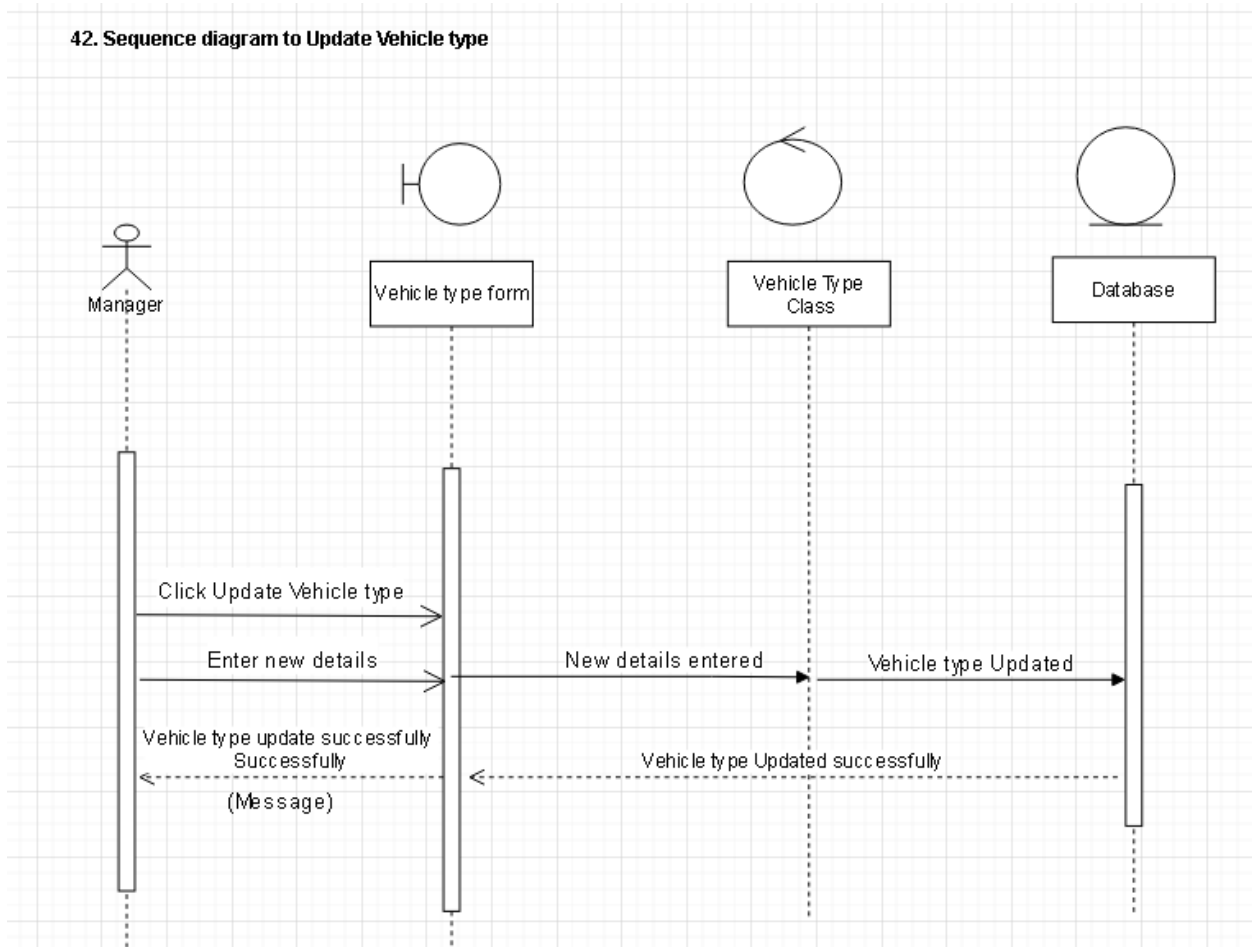 42. Sequence diagram to Update Vehicle type
Manager
Vehicle type form
Vehicle Type
Class
Database
Click Update Vehicle type
Enter new details
New details entered
Vehicle type Updated
Vehicle type update successfully
Successfully
(Message)
Vehicle type Updated successfully